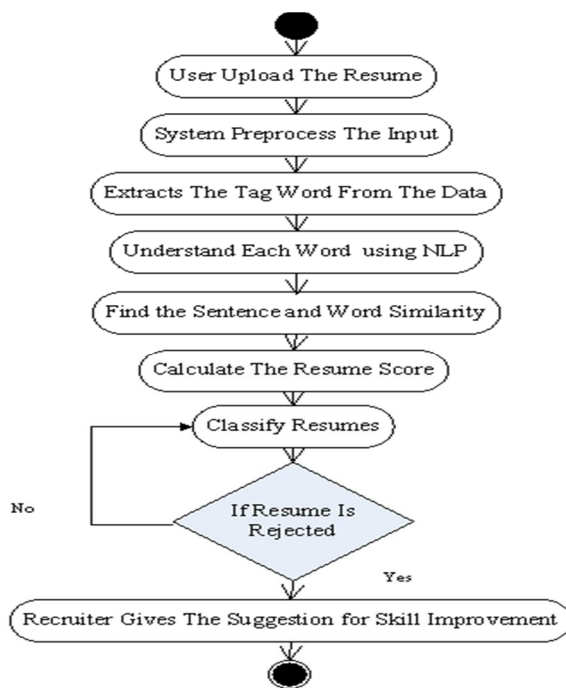 User Upload The Resume
System Preprocess The Input
Extracts The Tag Word From The Data
Understand Each Word using NLP
Find the Sentence and Word Similarity
Calculate The Resume Score
Classify Resumes
No
If Resume Is
Rejected
Yes
Recruiter Gives The Suggestion for Skill Improvement